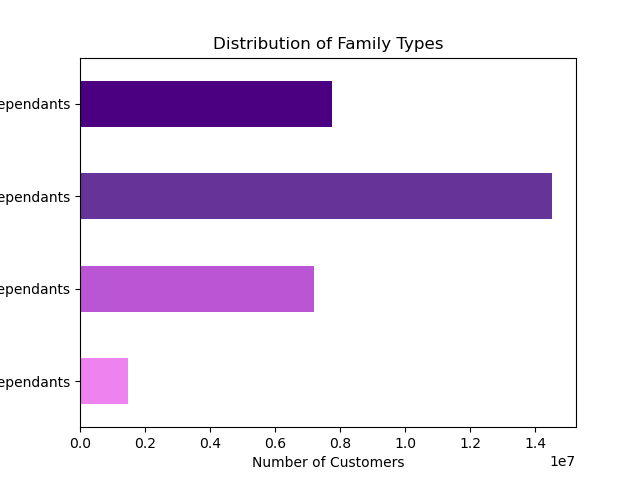 Distribution of Family Types
ependants
ependants
ependants
ependants
0.0 0.2 0.4 0.6 0.8 1.0 1.2 1.4
1e7
Number of Customers